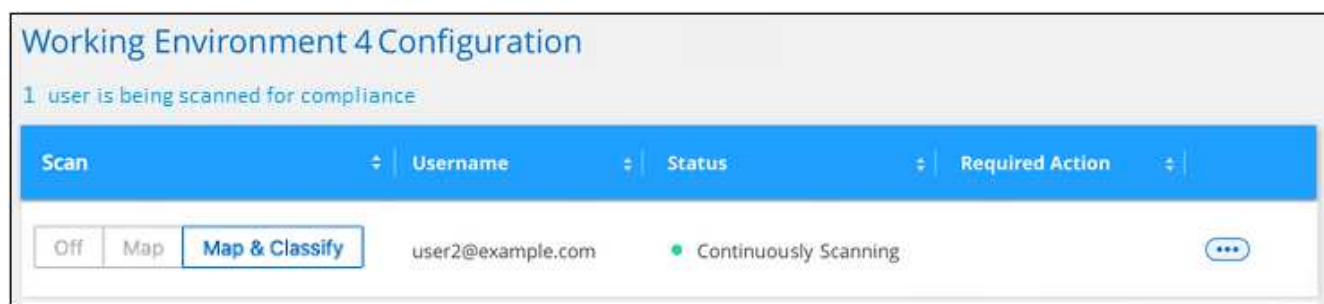 Working Environment 4 Configuration
1 user is being scanned for compliance
Scan Username Status Required Action
Off Map Map & Classify user2@example.com Continuously Scanning